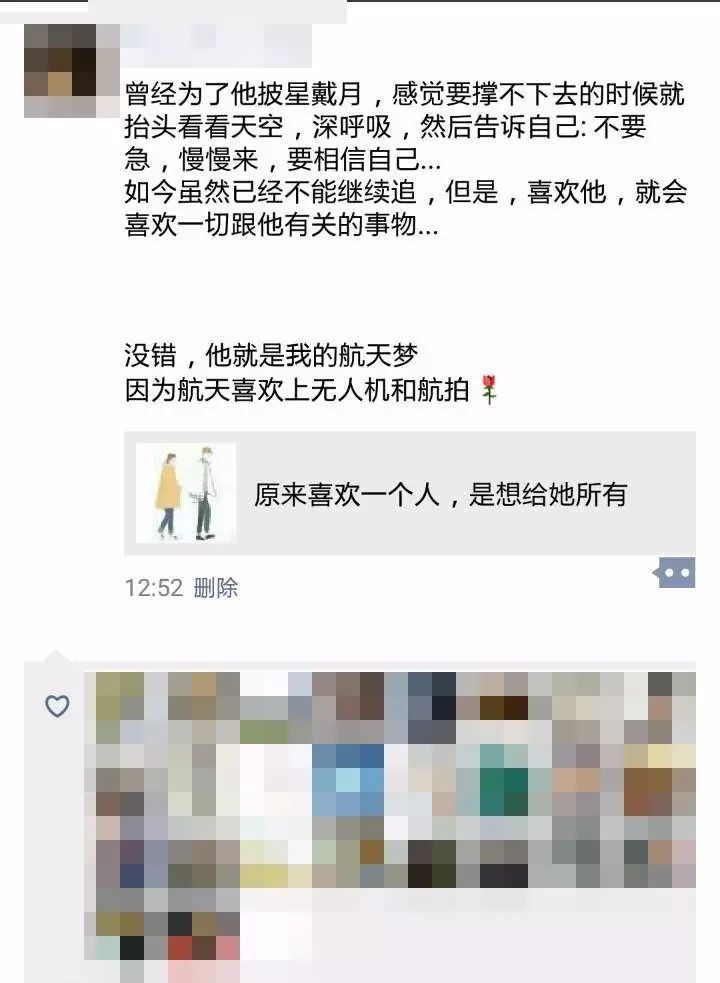 曾经为了他披星戴月，感觉要撑不下去的时候就
抬头看看天空，深呼吸，然后告诉自己: 不要
急，慢慢来，要相信自己...
如今虽然已经不能继续追，但是，喜欢他，就会
喜欢一切跟他有关的事物...
没错，他就是我的航天梦
因为航天喜欢上无人机和航拍🌹
原来喜欢一个人，是想给她所有
12:52 删除